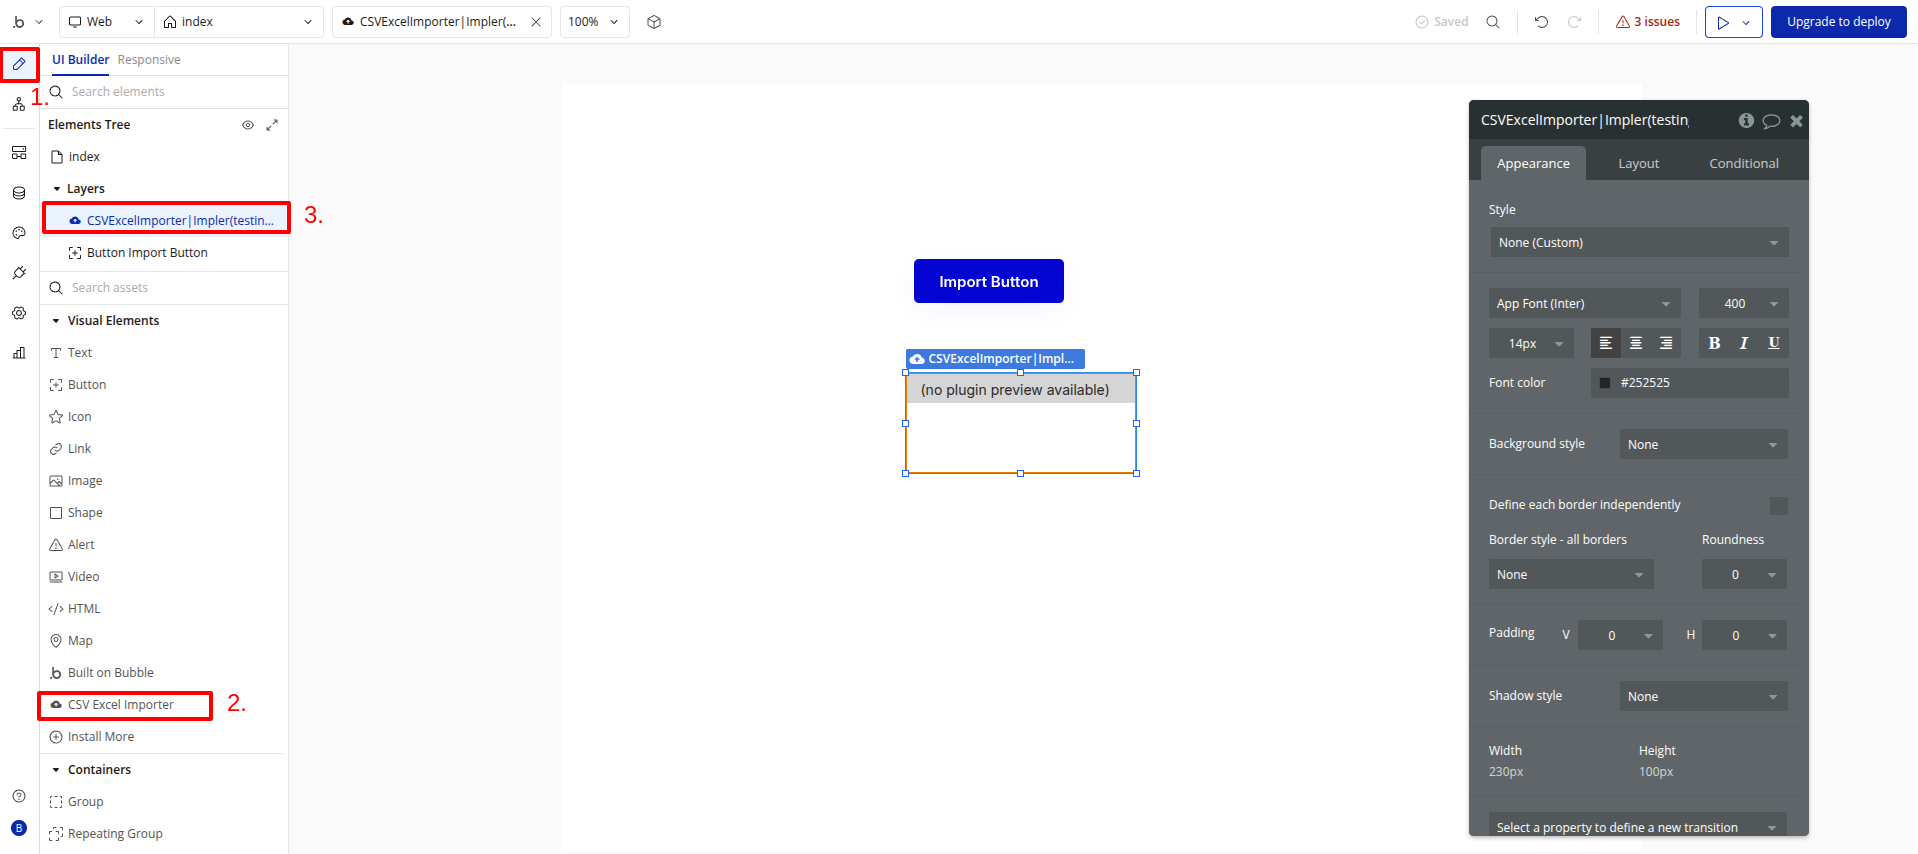 Web
index
CSVExcelImporter|Impler(...
100%
Saved
3 issues
Upgrade to deploy
1.
UI Builder
Responsive
Search elements
Elements Tree
index
Layers
CSVExcelImporter|Impler(testin...
3.
Button Import Button
Search assets
Visual Elements
Text
Button
Icon
Link
Image
Shape
Alert
Video
HTML
Map
Built on Bubble
CSV Excel Importer
2.
Install More
Containers
Group
Repeating Group
B
Import Button
CSVExcelImporter|Impl...
(no plugin preview available)
CSVExcelImporter|Impler(testin
Appearance
Layout
Conditional
Style
None (Custom)
App Font (Inter)
400
14px
B I U
Font color
#252525
Background style
None
Define each border independently
Border style - all borders
Roundness
None
0
Padding
V
0
H
0
Shadow style
None
Width
Height
230px
100px
Select a property to define a new transition